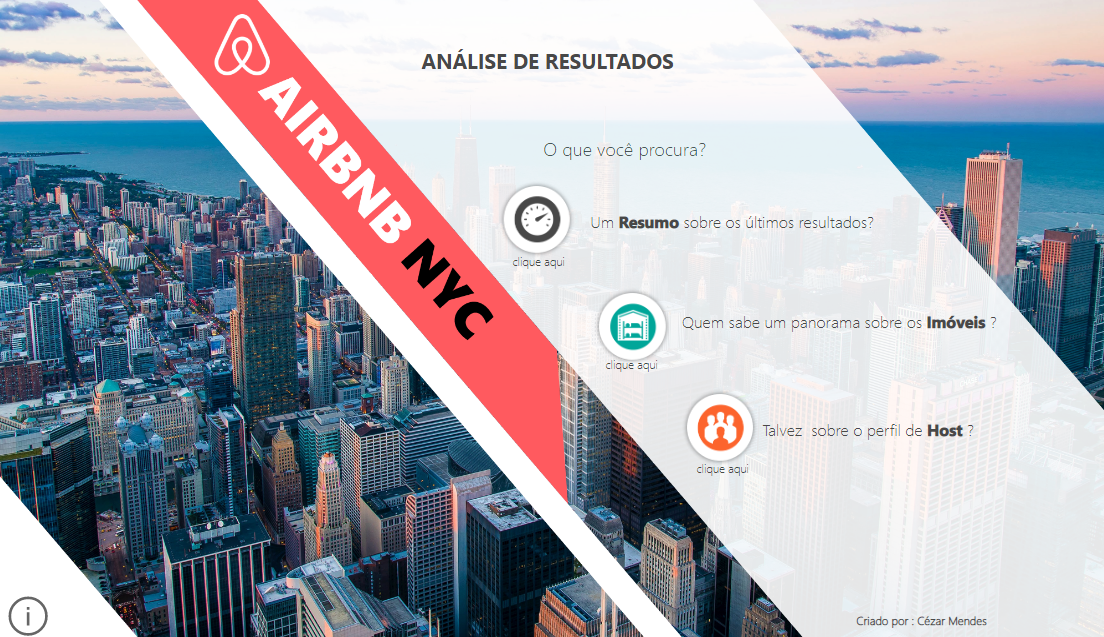 ANÁLISE DE RESULTADOS
AIRBNB NYC
O que você procura?
Um Resumo sobre os últimos resultados?
clique aqui
Quem sabe um panorama sobre os Imóveis ?
clique aqui
Talvez  sobre o perfil de Host ?
clique aqui
i
Criado por : Cézar Mendes